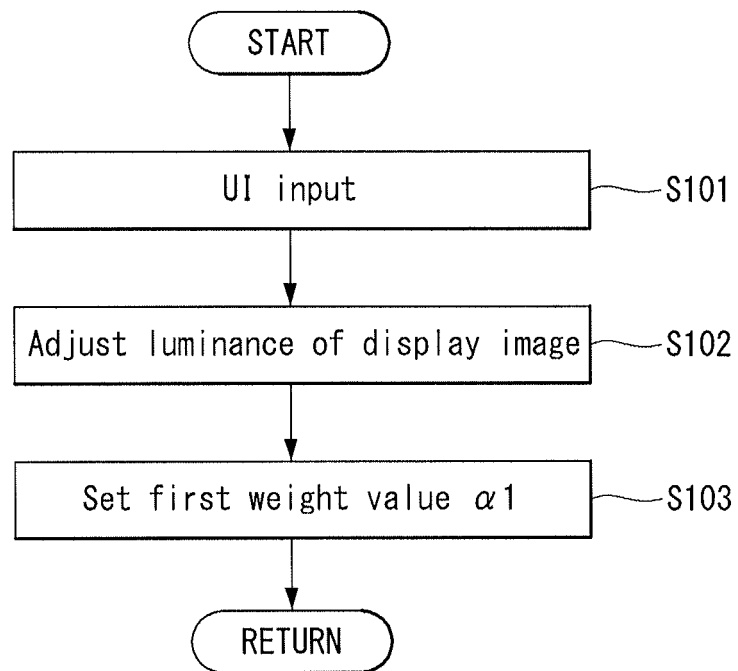 START
UI input
S101
Adjust luminance of display image
S102
Set first weight value α1
S103
RETURN